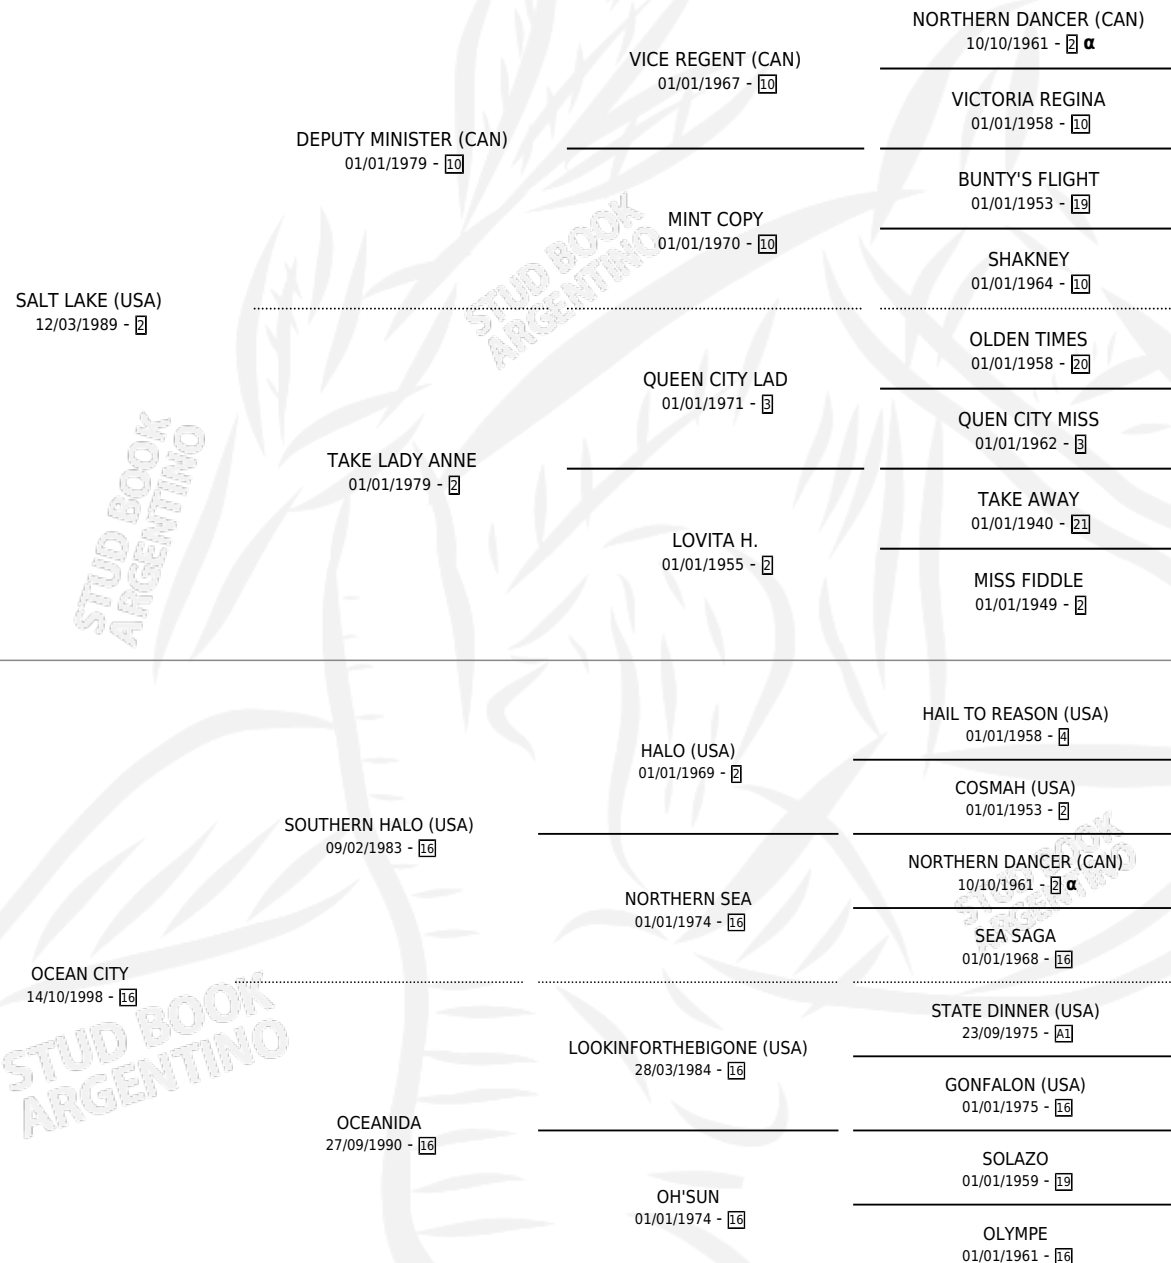 NORTHERN DANCER (CAN)
10/10/1961 - 2 α
VICE REGENT (CAN)
01/01/1967 - 10
VICTORIA REGINA
01/01/1958 - 10
DEPUTY MINISTER (CAN)
01/01/1979 - 10
BUNTY'S FLIGHT
01/01/1953 - 19
MINT COPY
01/01/1970 - 10
SHAKNEY
01/01/1964 - 10
SALT LAKE (USA)
12/03/1989 - 2
OLDEN TIMES
01/01/1958 - 20
QUEEN CITY LAD
01/01/1971 - 3
QUEN CITY MISS
01/01/1962 - 3
TAKE LADY ANNE
01/01/1979 - 2
TAKE AWAY
01/01/1940 - 21
LOVITA H.
01/01/1955 - 2
MISS FIDDLE
01/01/1949 - 2
HAIL TO REASON (USA)
01/01/1958 - 4
HALO (USA)
01/01/1969 - 2
COSMAH (USA)
01/01/1953 - 2
SOUTHERN HALO (USA)
09/02/1983 - 16
NORTHERN DANCER (CAN)
10/10/1961 - 2 α
NORTHERN SEA
01/01/1974 - 16
SEA SAGA
01/01/1968 - 16
OCEAN CITY
14/10/1998 - 16
STATE DINNER (USA)
23/09/1975 - A1
LOOKINFORTHEBIGONE (USA)
28/03/1984 - 16
GONFALON (USA)
01/01/1975 - 16
OCEANIDA
27/09/1990 - 16
SOLAZO
01/01/1959 - 19
OH'SUN
01/01/1974 - 16
OLYMPE
01/01/1961 - 16
STUD BOOK
ARGENTINO
STUD BOOK
ARGENTINO
STUD BOOK
ARGENTINO
STUD BOOK
ARGENTINO